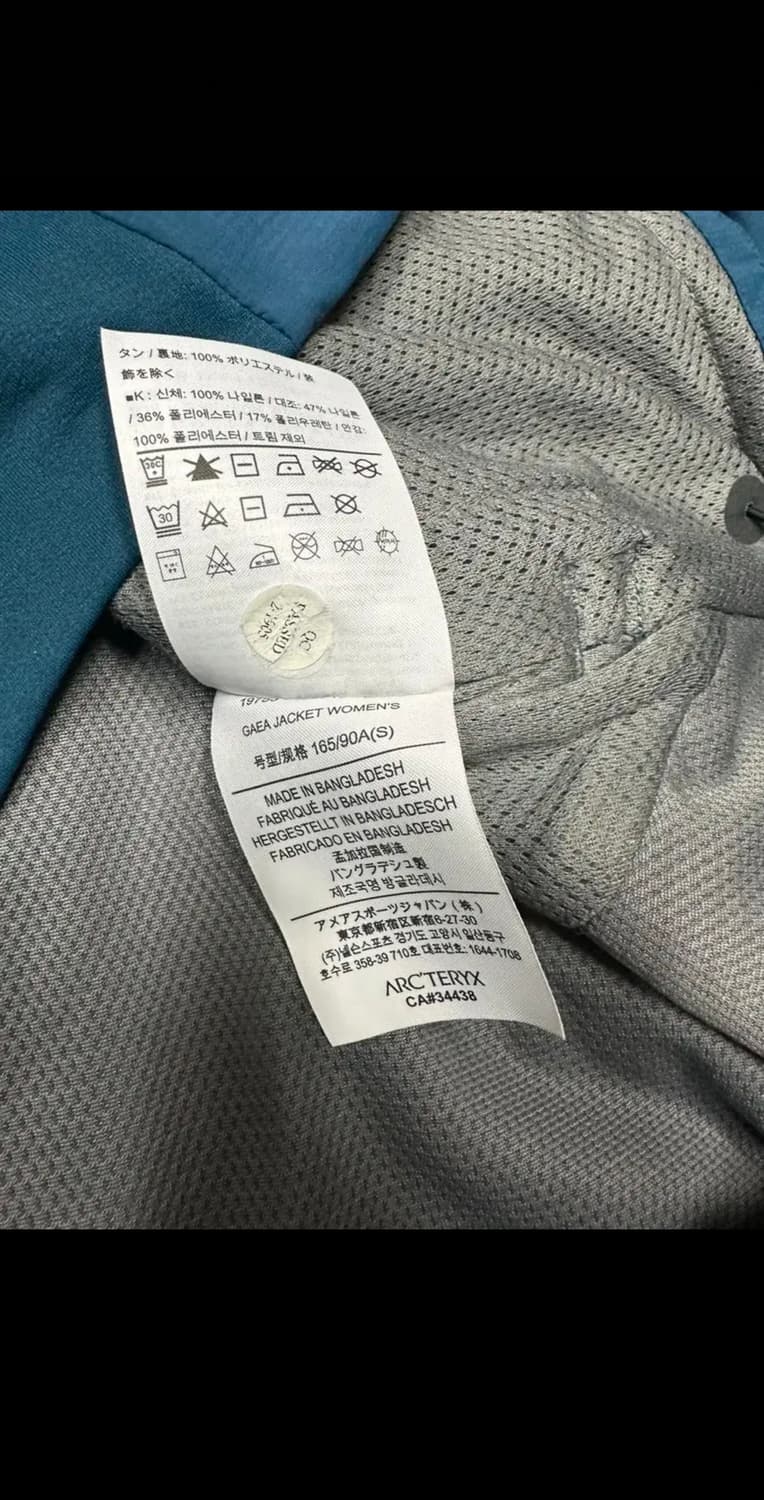 タン / 裏地: 100% ポリエステル / 装
飾を除く
■K : 신체: 100% 나일론 / 대조: 47% 나일론
/ 36% 폴리에스터 / 17% 폴리우레탄 / 안감:
100% 폴리에스터 / 트림 제외
30C
30
QC
PASSED
GAEA JACKET WOMEN'S
号型/规格 165/90A(S)
MADE IN BANGLADESH
FABRIQUÉ AU BANGLADESH
HERGESTELLT IN BANGLADESCH
FABRICADO EN BANGLADESH
孟加拉国制造
バングラデシュ製
제조국명 방글라데시
アメアスポーツジャパン ( 株 )
東京都新宿区新宿6-27-30
(주)넬슨스포츠 경기도 고양시 일산동구
호수로 358-39 710호 대표번호: 1644-1708
ARC'TERYX
CA#34438